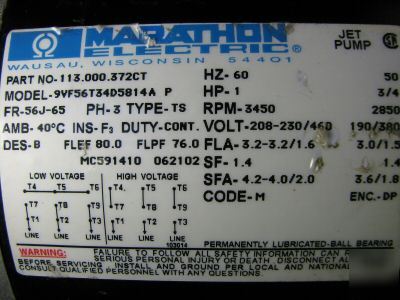 MARATHON
ELECTRIC®
WAUSAU, WISCONSIN 54401
JET
PUMP
PART NO-113.000.372CT
HZ-60 50
MODEL-9VF56T34D5814A P
HP-1 3/4
FR-56J-65 PH-3 TYPE-TS
RPM-3450 2850
AMB-40°C INS-F3 DUTY-CONT.
VOLT-208-230/460 190/380
DES-B FLEF 80.0 FLPF 76.0
FLA-3.2-3.2/1.6 3.0/1.5
MC591410 062102
SF-1.4 1.4
SFA-4.2-4.0/2.0 3.6/1.8
CODE-M ENC.-DP
LOW VOLTAGE HIGH VOLTAGE
T4 T5 T6 T4 T5 T6
T7 T8 T9 T7 T8 T9
T1 T2 T3 T1 T2 T3
LINE LINE LINE LINE LINE LINE
103014
PERMANENTLY LUBRICATED-BALL BEARING
WARNING: FAILURE TO FOLLOW ALL SAFETY INFORMATION CAN R
SERIOUS PERSONAL INJURY OR DEATH DISCONNECT AL
BEFORE SERVICING. INSTALL AND GROUND PER LOCAL AND NATIONAL
CONSULT QUALIFIED PERSONNEL WITH ANY QUESTIONS.